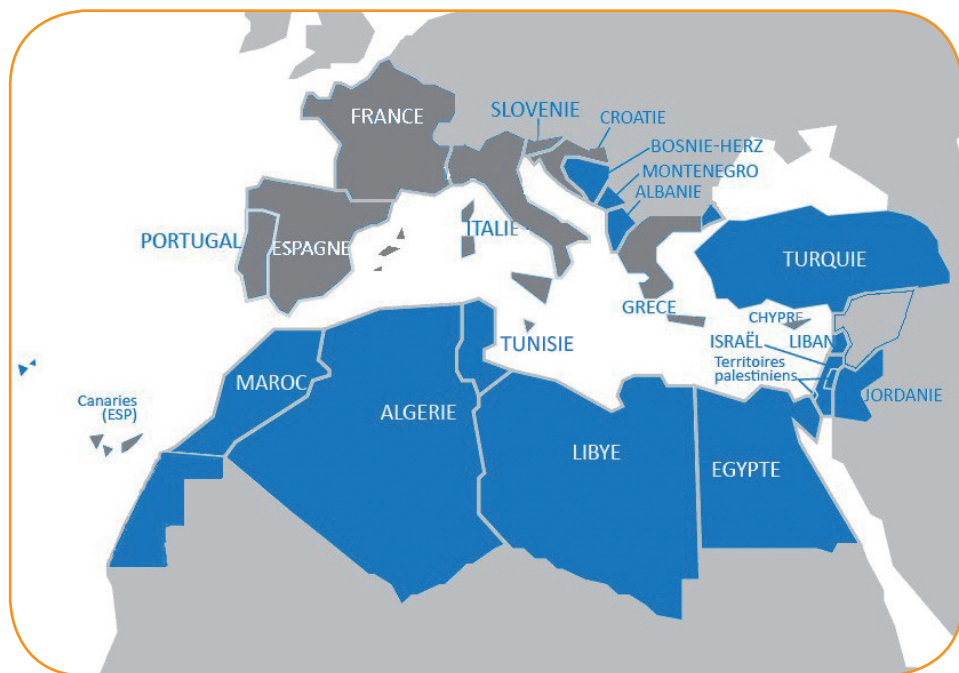 FRANCE
SLOVENIE
CROATIE
BOSNIE-HERZ
MONTENEGRO
ALBANIE
PORTUGAL
ESPAGNE
ITALIE
TURQUIE
GRECE
CHYPRE
TUNISIE
ISRAËL
LIBAN
Territoires
palestiniens
MAROC
JORDANIE
Canaries
(ESP)
ALGERIE
LIBYE
EGYPTE